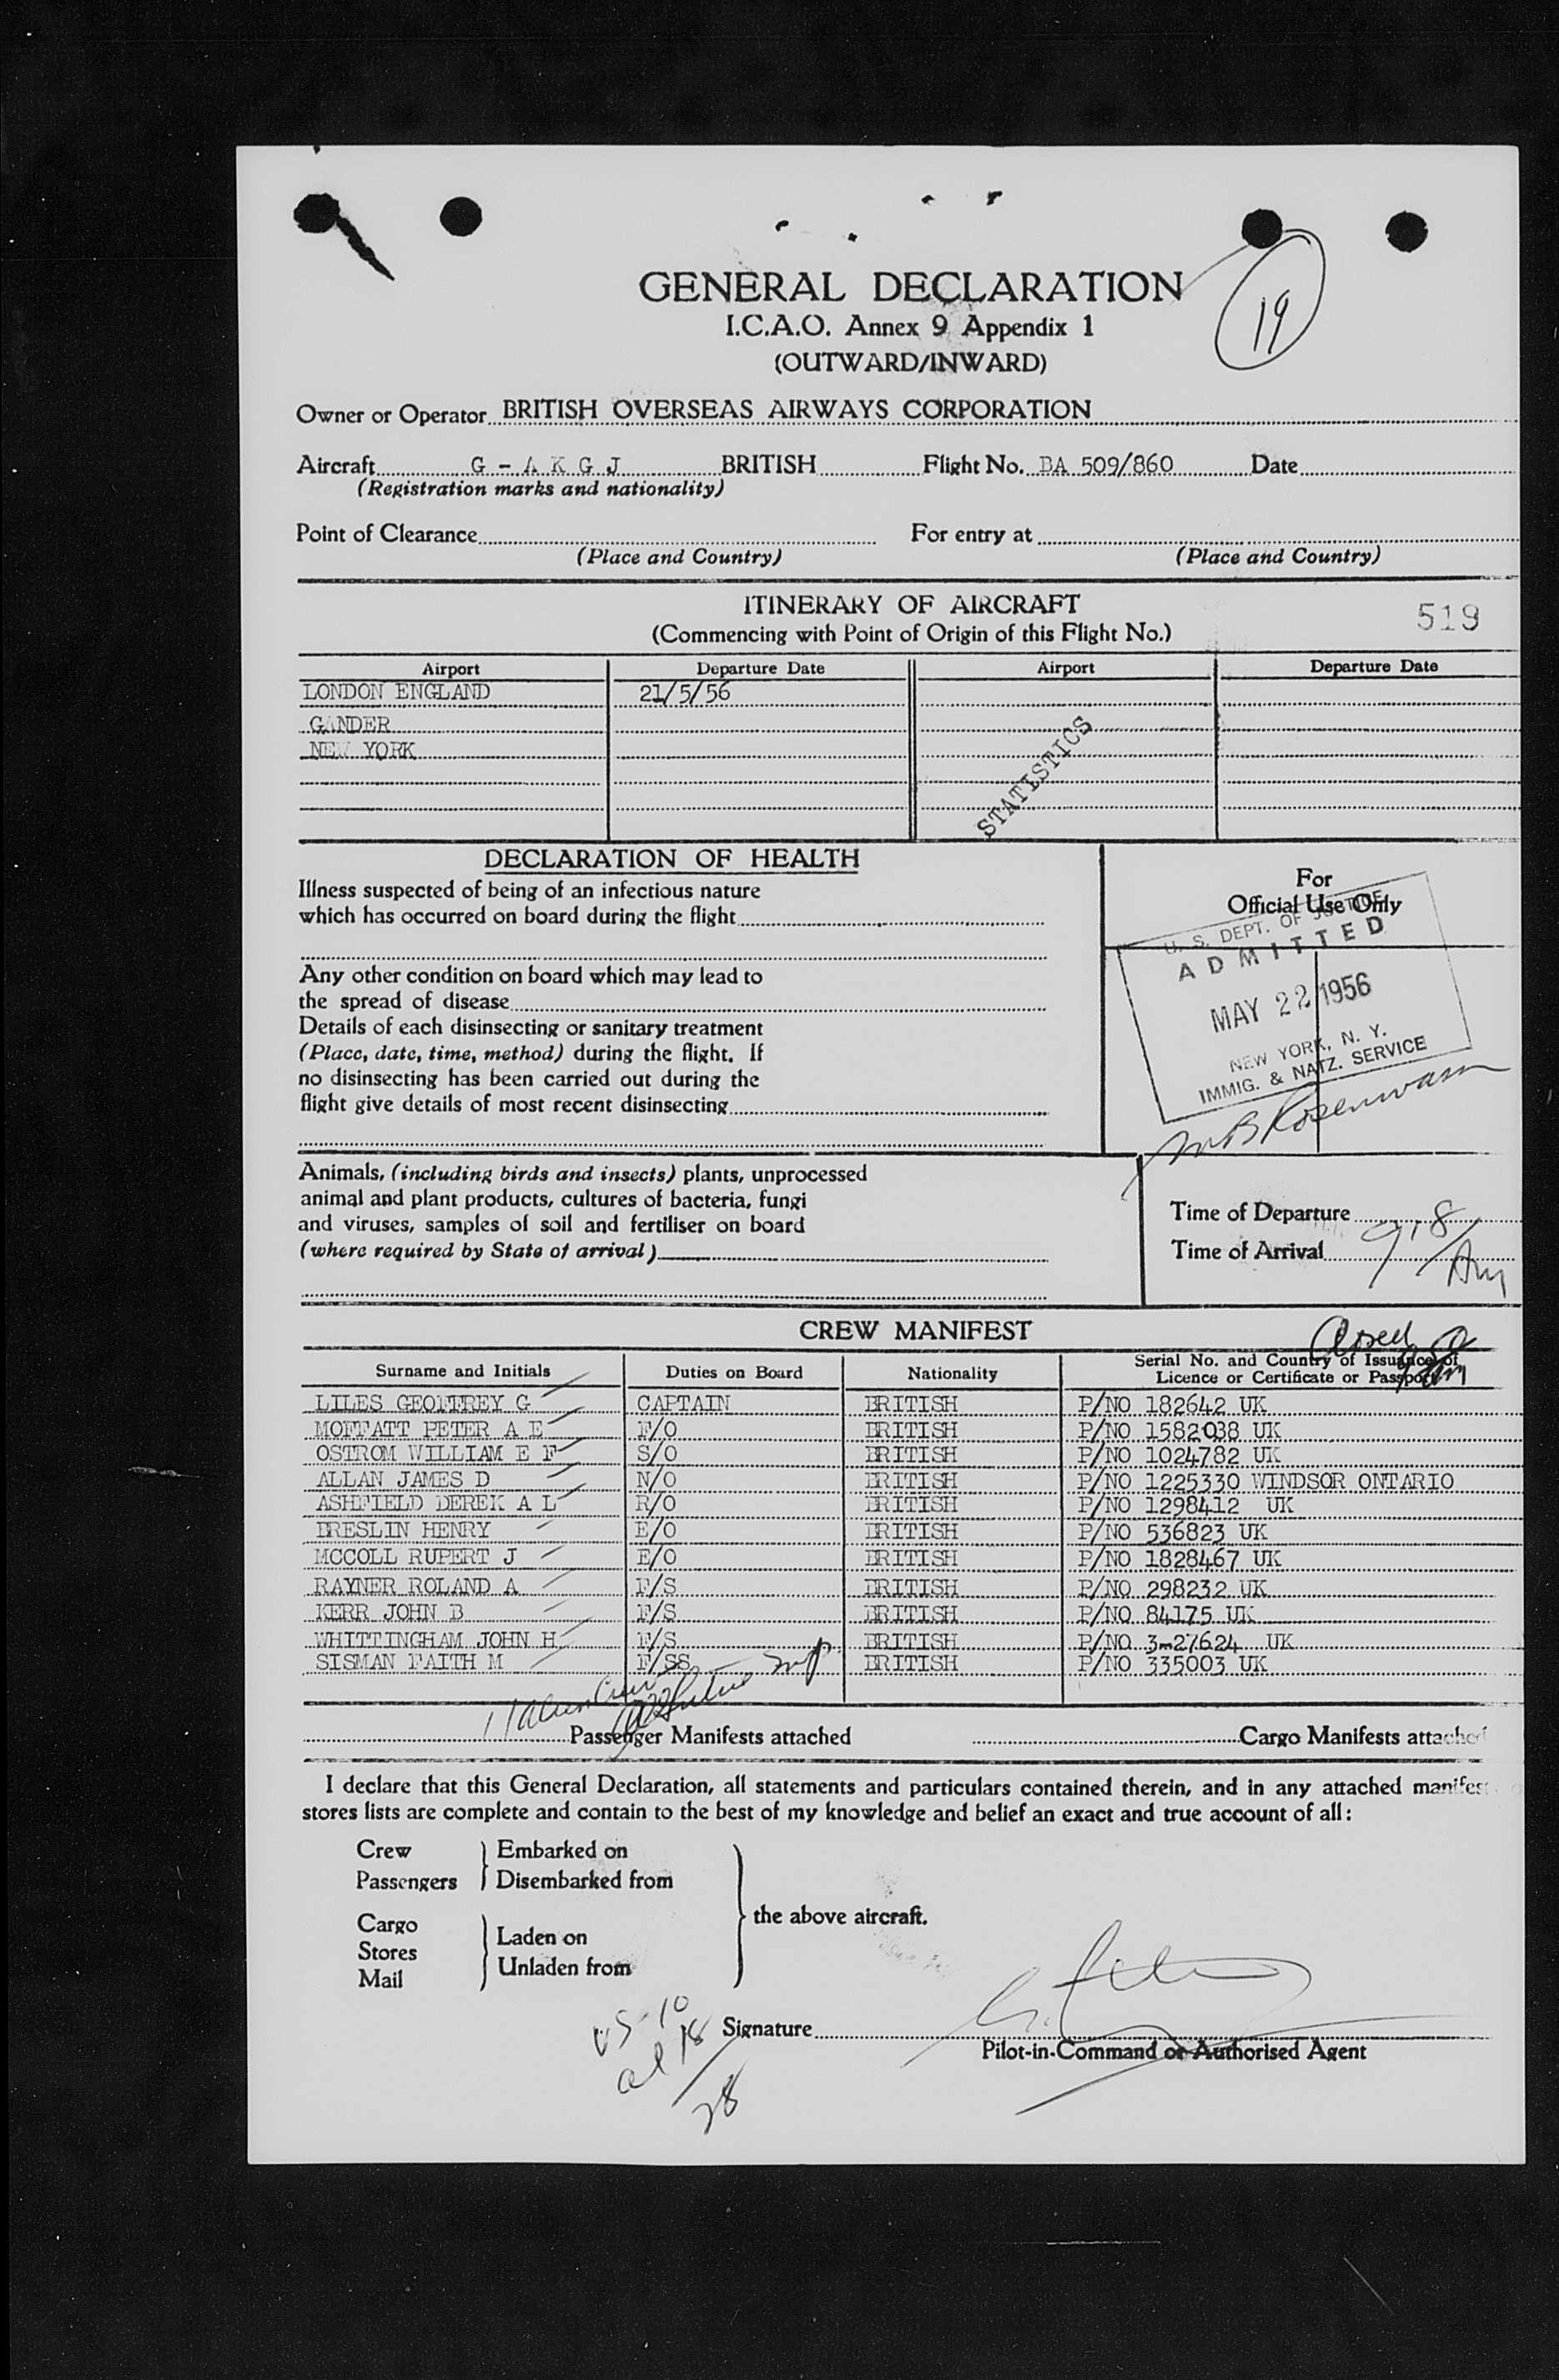 19
GENERAL DECLARATION
I.C.A.O. Annex 9 Appendix 1
(OUTWARD/INWARD)
Owner or Operator BRITISH OVERSEAS AIRWAYS CORPORATION
Aircraft G - A K G J BRITISH Flight No. BA 509/860 Date
(Registration marks and nationality)
Point of Clearance For entry at
(Place and Country) (Place and Country)
ITINERARY OF AIRCRAFT
(Commencing with Point of Origin of this Flight No.)
519
Airport Departure Date Airport Departure Date
LONDON ENGLAND 21/5/56
GANDER
NEW YORK
STATISTICS
DECLARATION OF HEALTH
Illness suspected of being of an infectious nature
which has occurred on board during the flight
Any other condition on board which may lead to
the spread of disease
Details of each disinsecting or sanitary treatment
(Place, date, time, method) during the flight. If
no disinsecting has been carried out during the
flight give details of most recent disinsecting
For
Official Use Only
U. S. DEPT. OF JUSTICE
ADMITTED
MAY 22 1956
NEW YORK, N. Y.
IMMIG. & NATZ. SERVICE
Animals, (including birds and insects) plants, unprocessed
animal and plant products, cultures of bacteria, fungi
and viruses, samples of soil and fertiliser on board
(where required by State of arrival)
Time of Departure
Time of Arrival 918/AM
CREW MANIFEST
Surname and Initials Duties on Board Nationality Serial No. and Country of Issuance of
Licence or Certificate or Passport
LILES GEOFFREY G CAPTAIN BRITISH P/NO 182642 UK
MOFFATT PETER A E F/O BRITISH P/NO 1582038 UK
OSTROM WILLIAM E F S/O BRITISH P/NO 1024782 UK
ALLAN JAMES D N/O BRITISH P/NO 1225330 WINDSOR ONTARIO
ASHFIELD DEREK A L R/O BRITISH P/NO 1298412 UK
BRESLIN HENRY E/O BRITISH P/NO 536823 UK
MCCOLL RUPERT J E/O BRITISH P/NO 1828467 UK
RAYNER ROLAND A F/S BRITISH P/NO 298232 UK
KERR JOHN B F/S BRITISH P/NO 84175 UK
WHITTINGHAM JOHN H F/S BRITISH P/NO 3-27624 UK
SISMAN FAITH M F/SS BRITISH P/NO 335003 UK
11 alien Crew
Passenger Manifests attached Cargo Manifests attached
I declare that this General Declaration, all statements and particulars contained therein, and in any attached manifes
stores lists are complete and contain to the best of my knowledge and belief an exact and true account of all:
Crew
Passengers
Embarked on
Disembarked from
Cargo
Stores
Mail
Laden on
Unladen from
the above aircraft.
US-10
al 18
28
Signature
Pilot-in-Command or Authorised Agent